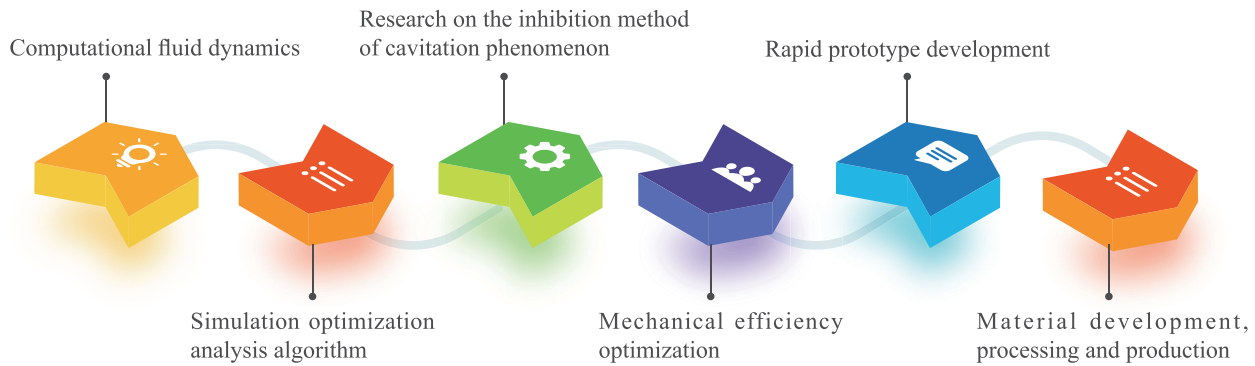 Computational fluid dynamics
Research on the inhibition method
of cavitation phenomenon
Rapid prototype development
Simulation optimization
analysis algorithm
Mechanical efficiency
optimization
Material development,
processing and production